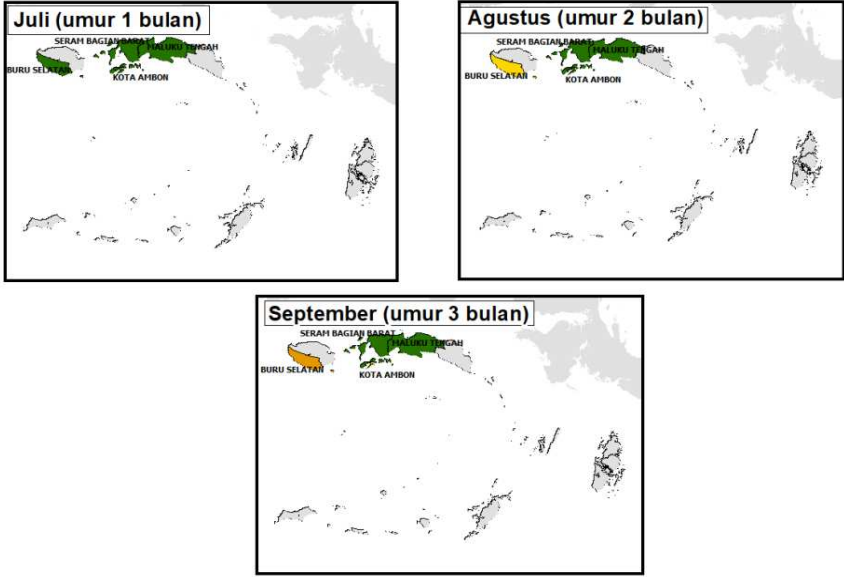 Juli (umur 1 bulan)
SERAM BAGIAN BARAT
MALUKU TENGAH
BURU SELATAN
KOTA AMBON
Agustus (umur 2 bulan)
SERAM BAGIAN BARAT
MALUKU TENGAH
BURU SELATAN
KOTA AMBON
September (umur 3 bulan)
SERAM BAGIAN BARAT
MALUKU TENGAH
BURU SELATAN
KOTA AMBON